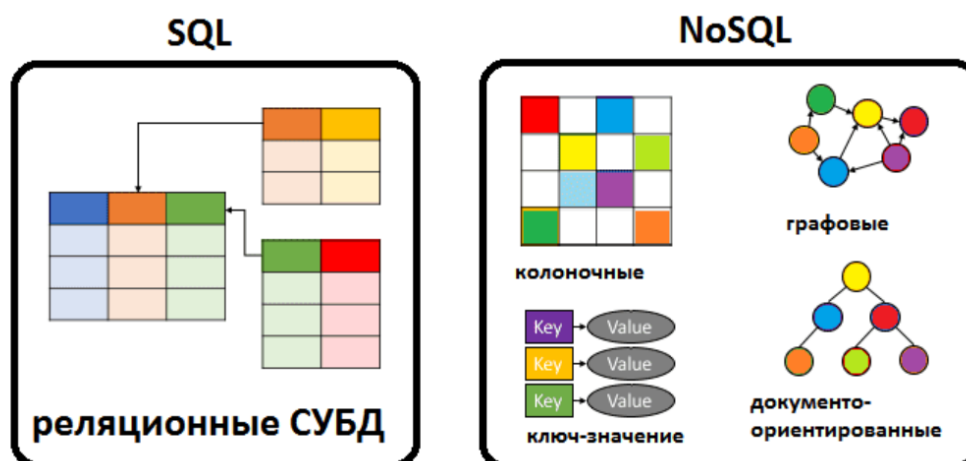 SQL
реляционные СУБД
NoSQL
колоночные
графовые
Key Value
Key Value
Key Value
ключ-значение
документо-
ориентированные